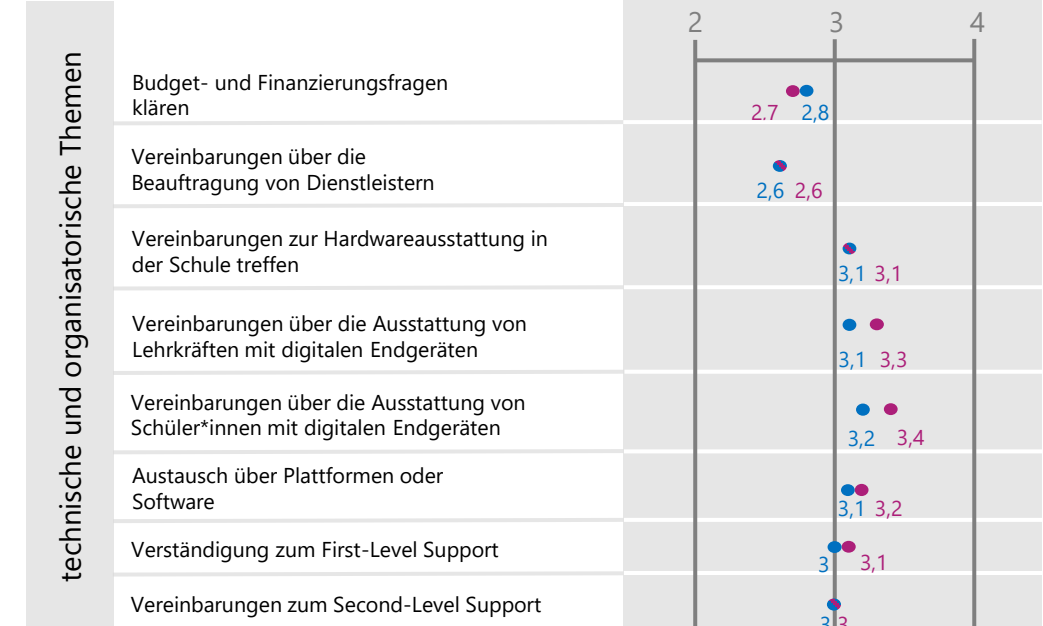 technische und organisatorische Themen
2 3 4
Budget- und Finanzierungsfragen
klären
2.7 2,8
Vereinbarungen über die
Beauftragung von Dienstleistern
2,6 2,6
Vereinbarungen zur Hardwareausstattung in
der Schule treffen
3,1 3,1
Vereinbarungen über die Ausstattung von
Lehrkräften mit digitalen Endgeräten
3,1 3,3
Vereinbarungen über die Ausstattung von
Schüler*innen mit digitalen Endgeräten
3,2 3,4
Austausch über Plattformen oder
Software
3,1 3,2
Verständigung zum First-Level Support
3 3,1
Vereinbarungen zum Second-Level Support
3 3